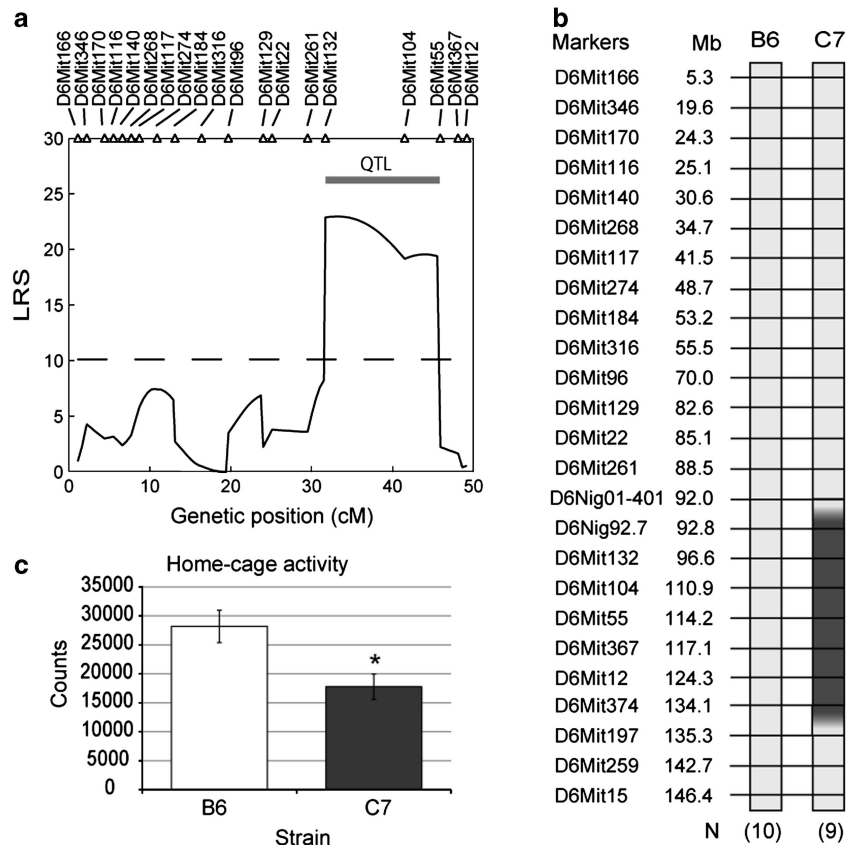 a
D6Mit166
D6Mit346
D6Mit170
D6Mit116
D6Mit140
D6Mit268
D6Mit117
D6Mit274
D6Mit184
D6Mit316
D6Mit96
D6Mit129
D6Mit22
D6Mit261
D6Mit132
D6Mit104
D6Mit55
D6Mit367
D6Mit12
30
25
20
15
10
5
0
LRS
QTL
0 10 20 30 40 50
Genetic position (cM)
b
Markers Mb B6 C7
D6Mit166 5.3
D6Mit346 19.6
D6Mit170 24.3
D6Mit116 25.1
D6Mit140 30.6
D6Mit268 34.7
D6Mit117 41.5
D6Mit274 48.7
D6Mit184 53.2
D6Mit316 55.5
D6Mit96 70.0
D6Mit129 82.6
D6Mit22 85.1
D6Mit261 88.5
D6Nig01-401 92.0
D6Nig92.7 92.8
D6Mit132 96.6
D6Mit104 110.9
D6Mit55 114.2
D6Mit367 117.1
D6Mit12 124.3
D6Mit374 134.1
D6Mit197 135.3
D6Mit259 142.7
D6Mit15 146.4
N (10) (9)
c
Home-cage activity
35000
30000
25000
20000
15000
10000
5000
0
Counts
*
B6 C7
Strain